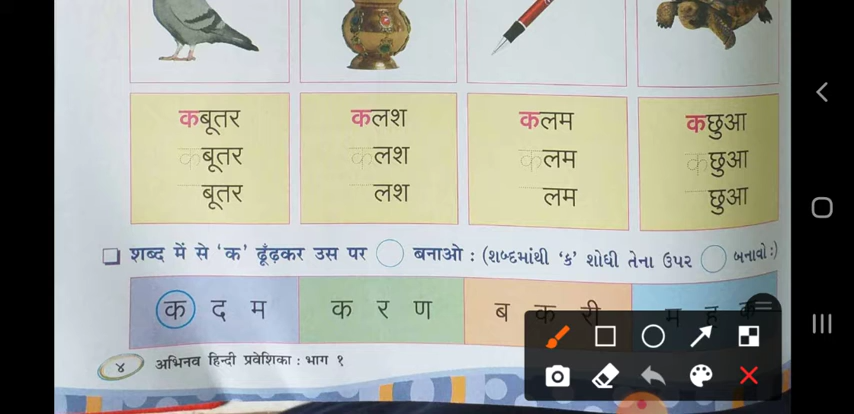 कबूतर कलश कलम कछुआ
कबूतर कलश कलम कछुआ
बूतर लश लम छुआ
शब्द में से ‘क’ ढूँढ़कर उस पर बनाओ : (શબ્દમાંથી ‘ક’ શોધી તેના ઉપર બનાવો :)
क द म क र ण ब क री म ह क
४ अभिनव हिन्दी प्रवेशिका : भाग १